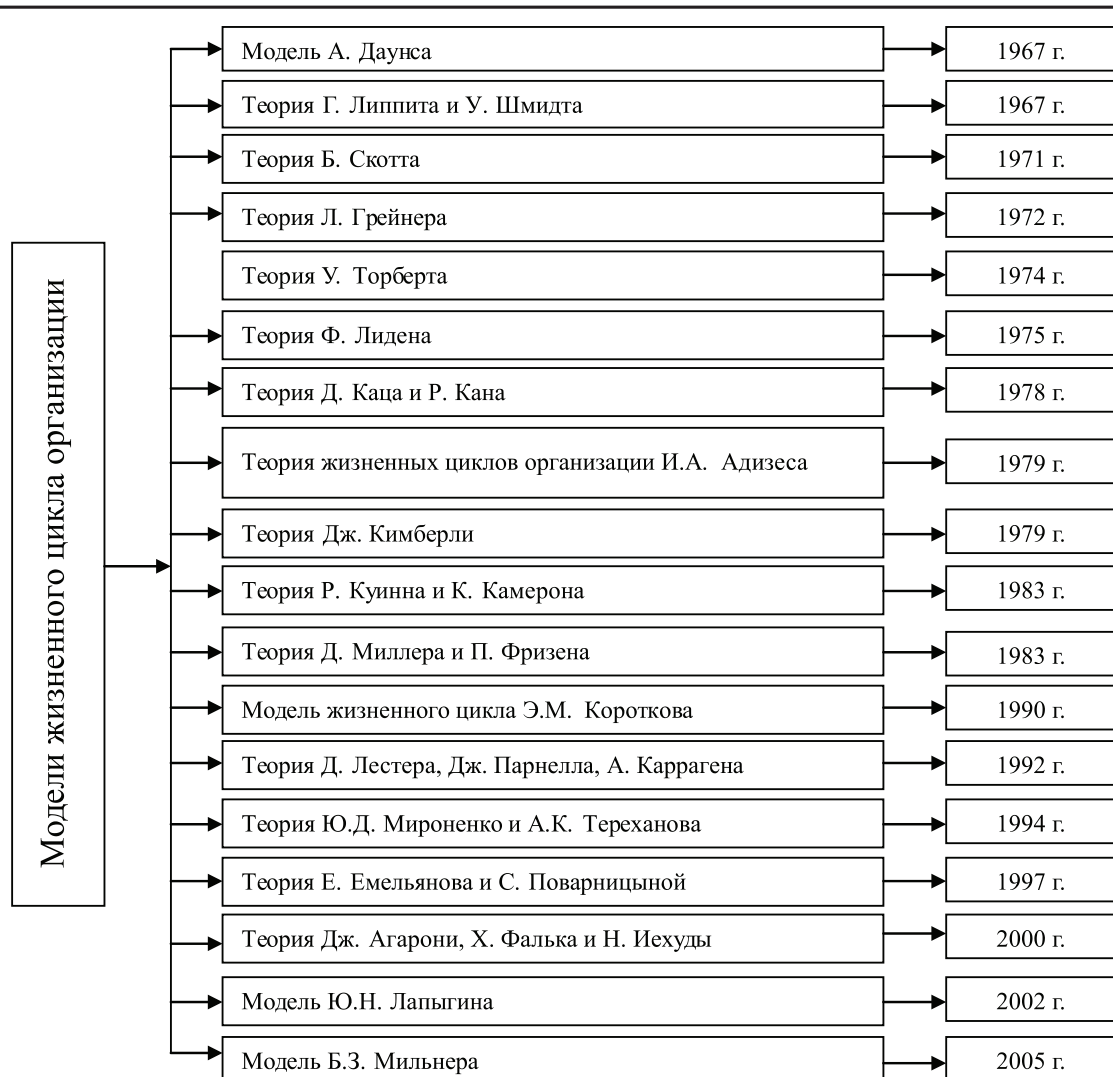 Модели жизненного цикла организации
Модель А. Даунса
1967 г.
Теория Г. Липпита и У. Шмидта
1967 г.
Теория Б. Скотта
1971 г.
Теория Л. Грейнера
1972 г.
Теория У. Торберта
1974 г.
Теория Ф. Лидена
1975 г.
Теория Д. Каца и Р. Кана
1978 г.
Теория жизненных циклов организации И.А. Адизеса
1979 г.
Теория Дж. Кимберли
1979 г.
Теория Р. Куинна и К. Камерона
1983 г.
Теория Д. Миллера и П. Фризена
1983 г.
Модель жизненного цикла Э.М. Короткова
1990 г.
Теория Д. Лестера, Дж. Парнелла, А. Каррагена
1992 г.
Теория Ю.Д. Мироненко и А.К. Тереханова
1994 г.
Теория Е. Емельянова и С. Поварницыной
1997 г.
Теория Дж. Агарони, Х. Фалька и Н. Иехуды
2000 г.
Модель Ю.Н. Лапыгина
2002 г.
Модель Б.З. Мильнера
2005 г.